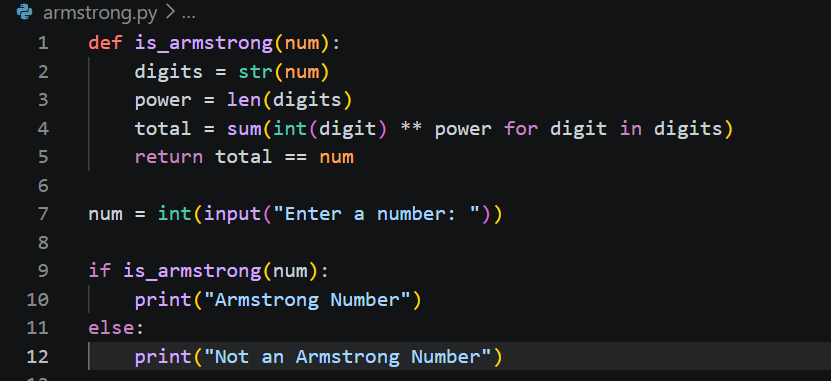 armstrong.py > ...
1 def is_armstrong(num):
2     digits = str(num)
3     power = len(digits)
4     total = sum(int(digit) ** power for digit in digits)
5     return total == num
6
7 num = int(input("Enter a number: "))
8
9 if is_armstrong(num):
10     print("Armstrong Number")
11 else:
12     print("Not an Armstrong Number")